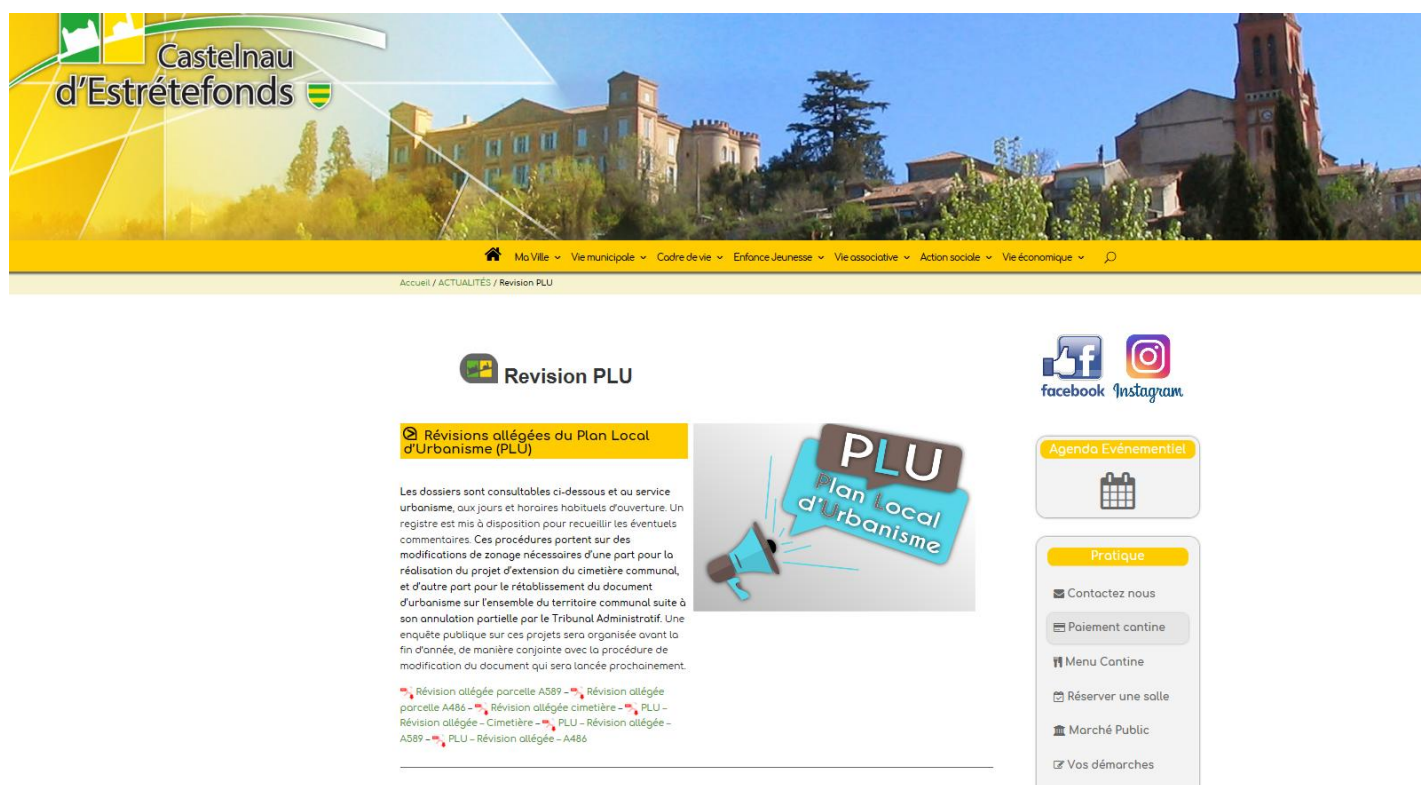 Castelnau
d'Estrétefonds
Ma Ville Vie municipale Cadre de vie Enfance Jeunesse Vie associative Action sociale Vie économique
Accueil / ACTUALITÉS / Revision PLU
Revision PLU
facebook Instagram
Révisions allégées du Plan Local
d'Urbanisme (PLU)
Les dossiers sont consultables ci-dessous et au service
urbanisme, aux jours et horaires habituels d'ouverture. Un
registre est mis à disposition pour recueillir les éventuels
commentaires. Ces procédures portent sur des
modifications de zonage nécessaires d'une part pour la
réalisation du projet d'extension du cimetière communal,
et d'autre part pour le rétablissement du document
d'urbanisme sur l'ensemble du territoire communal suite à
son annulation partielle par le Tribunal Administratif. Une
enquête publique sur ces projets sera organisée avant la
fin d'année, de manière conjointe avec la procédure de
modification du document qui sera lancée prochainement.
Révision allégée parcelle A589 – Révision allégée
parcelle A486 – Révision allégée cimetière – PLU –
Révision allégée – Cimetière – PLU – Révision allégée –
A589 – PLU – Révision allégée – A486
PLU
Plan Local
d'Urbanisme
Agenda Evénementiel
Pratique
Contactez nous
Paiement cantine
Menu Cantine
Réserver une salle
Marché Public
Vos démarches